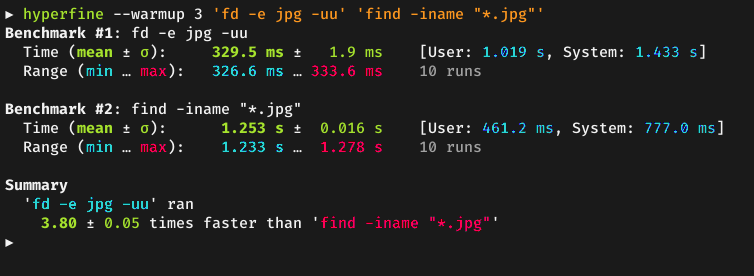 ▶ hyperfine --warmup 3 'fd -e jpg -uu' 'find -iname "*.jpg"'
Benchmark #1: fd -e jpg -uu
  Time (mean ± σ):     329.5 ms ±   1.9 ms    [User: 1.019 s, System: 1.433 s]
  Range (min … max):   326.6 ms … 333.6 ms    10 runs

Benchmark #2: find -iname "*.jpg"
  Time (mean ± σ):      1.253 s ±  0.016 s    [User: 461.2 ms, System: 777.0 ms]
  Range (min … max):    1.233 s …  1.278 s    10 runs

Summary
  'fd -e jpg -uu' ran
    3.80 ± 0.05 times faster than 'find -iname "*.jpg"'
▶